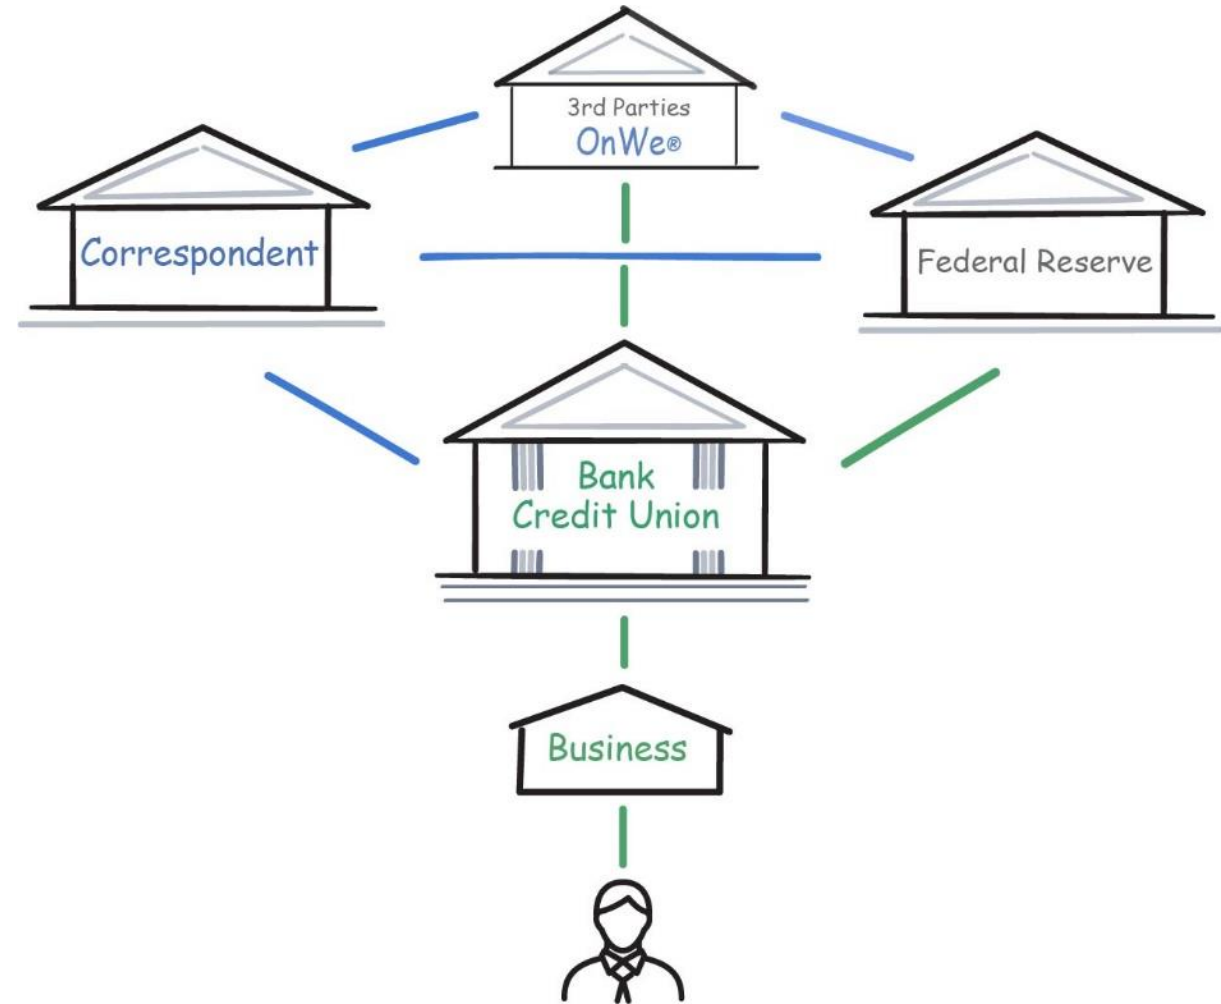 3rd Parties
OnWe®
Correspondent
Federal Reserve
Bank
Credit Union
Business